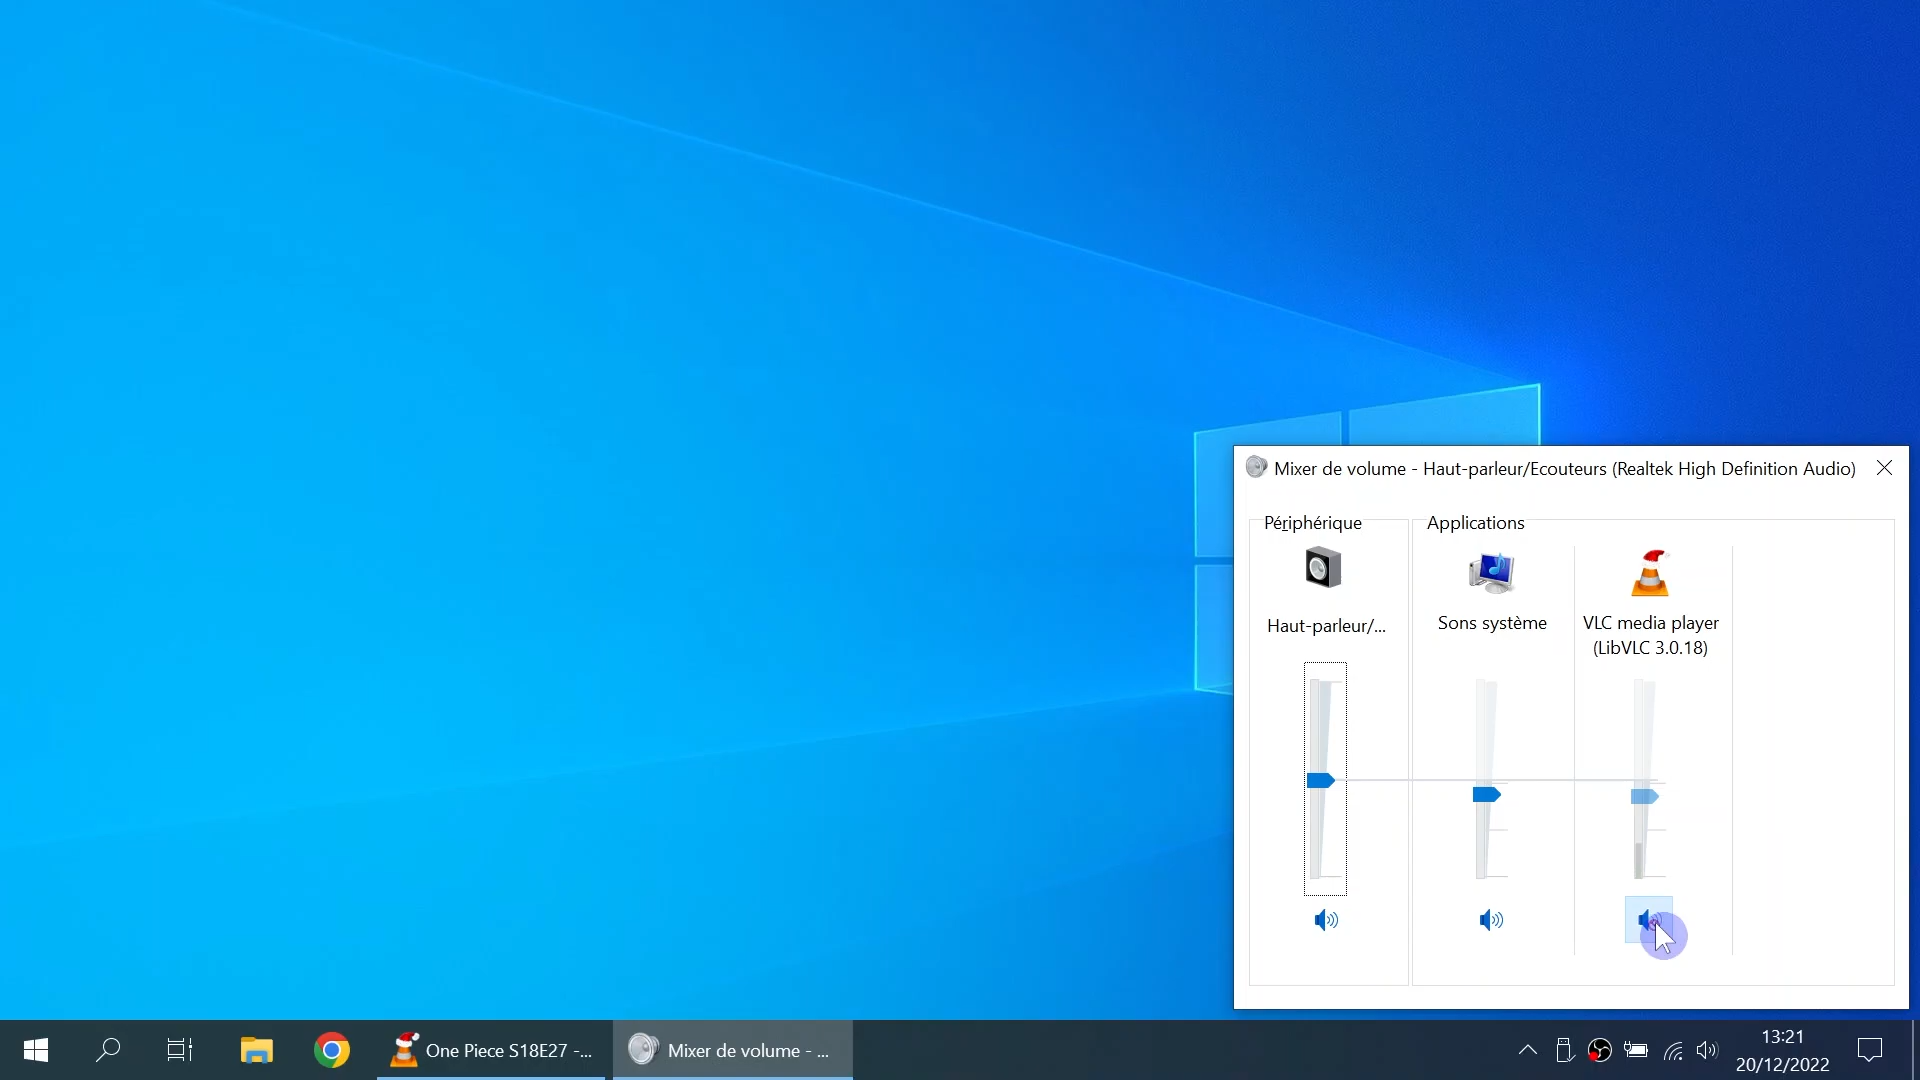 Mixer de volume - Haut-parleur/Ecouteurs (Realtek High Definition Audio)
Périphérique
Applications
Haut-parleur/...
Sons système
VLC media player
(LibVLC 3.0.18)
One Piece S18E27 -...
Mixer de volume - ...
13:21
20/12/2022